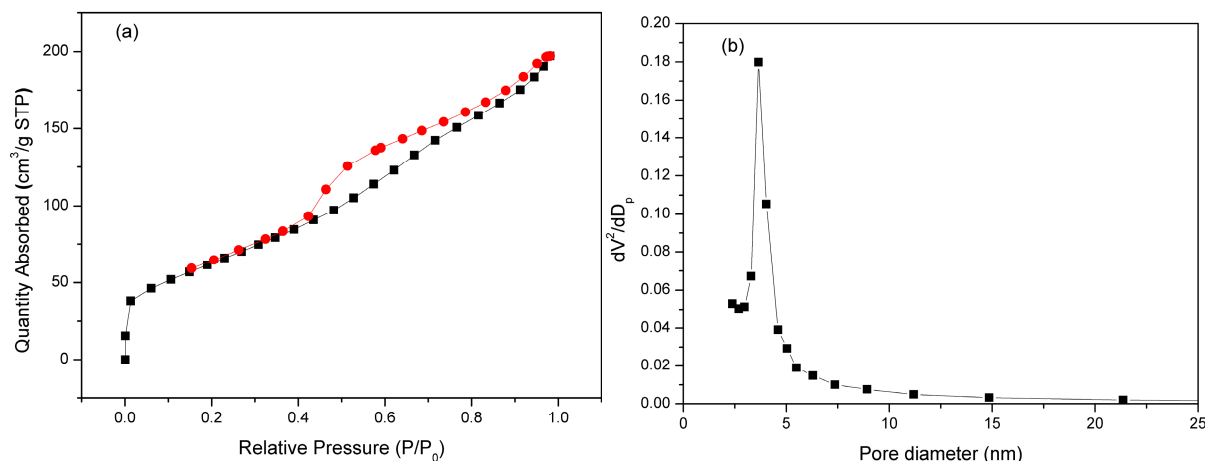 (a)
200
150
100
50
0
Quantity Absorbed (cm³/g STP)
0.0 0.2 0.4 0.6 0.8 1.0
Relative Pressure (P/P₀)
(b)
0.20
0.18
0.16
0.14
0.12
0.10
0.08
0.06
0.04
0.02
0.00
dV²/dDₚ
0 5 10 15 20 25
Pore diameter (nm)